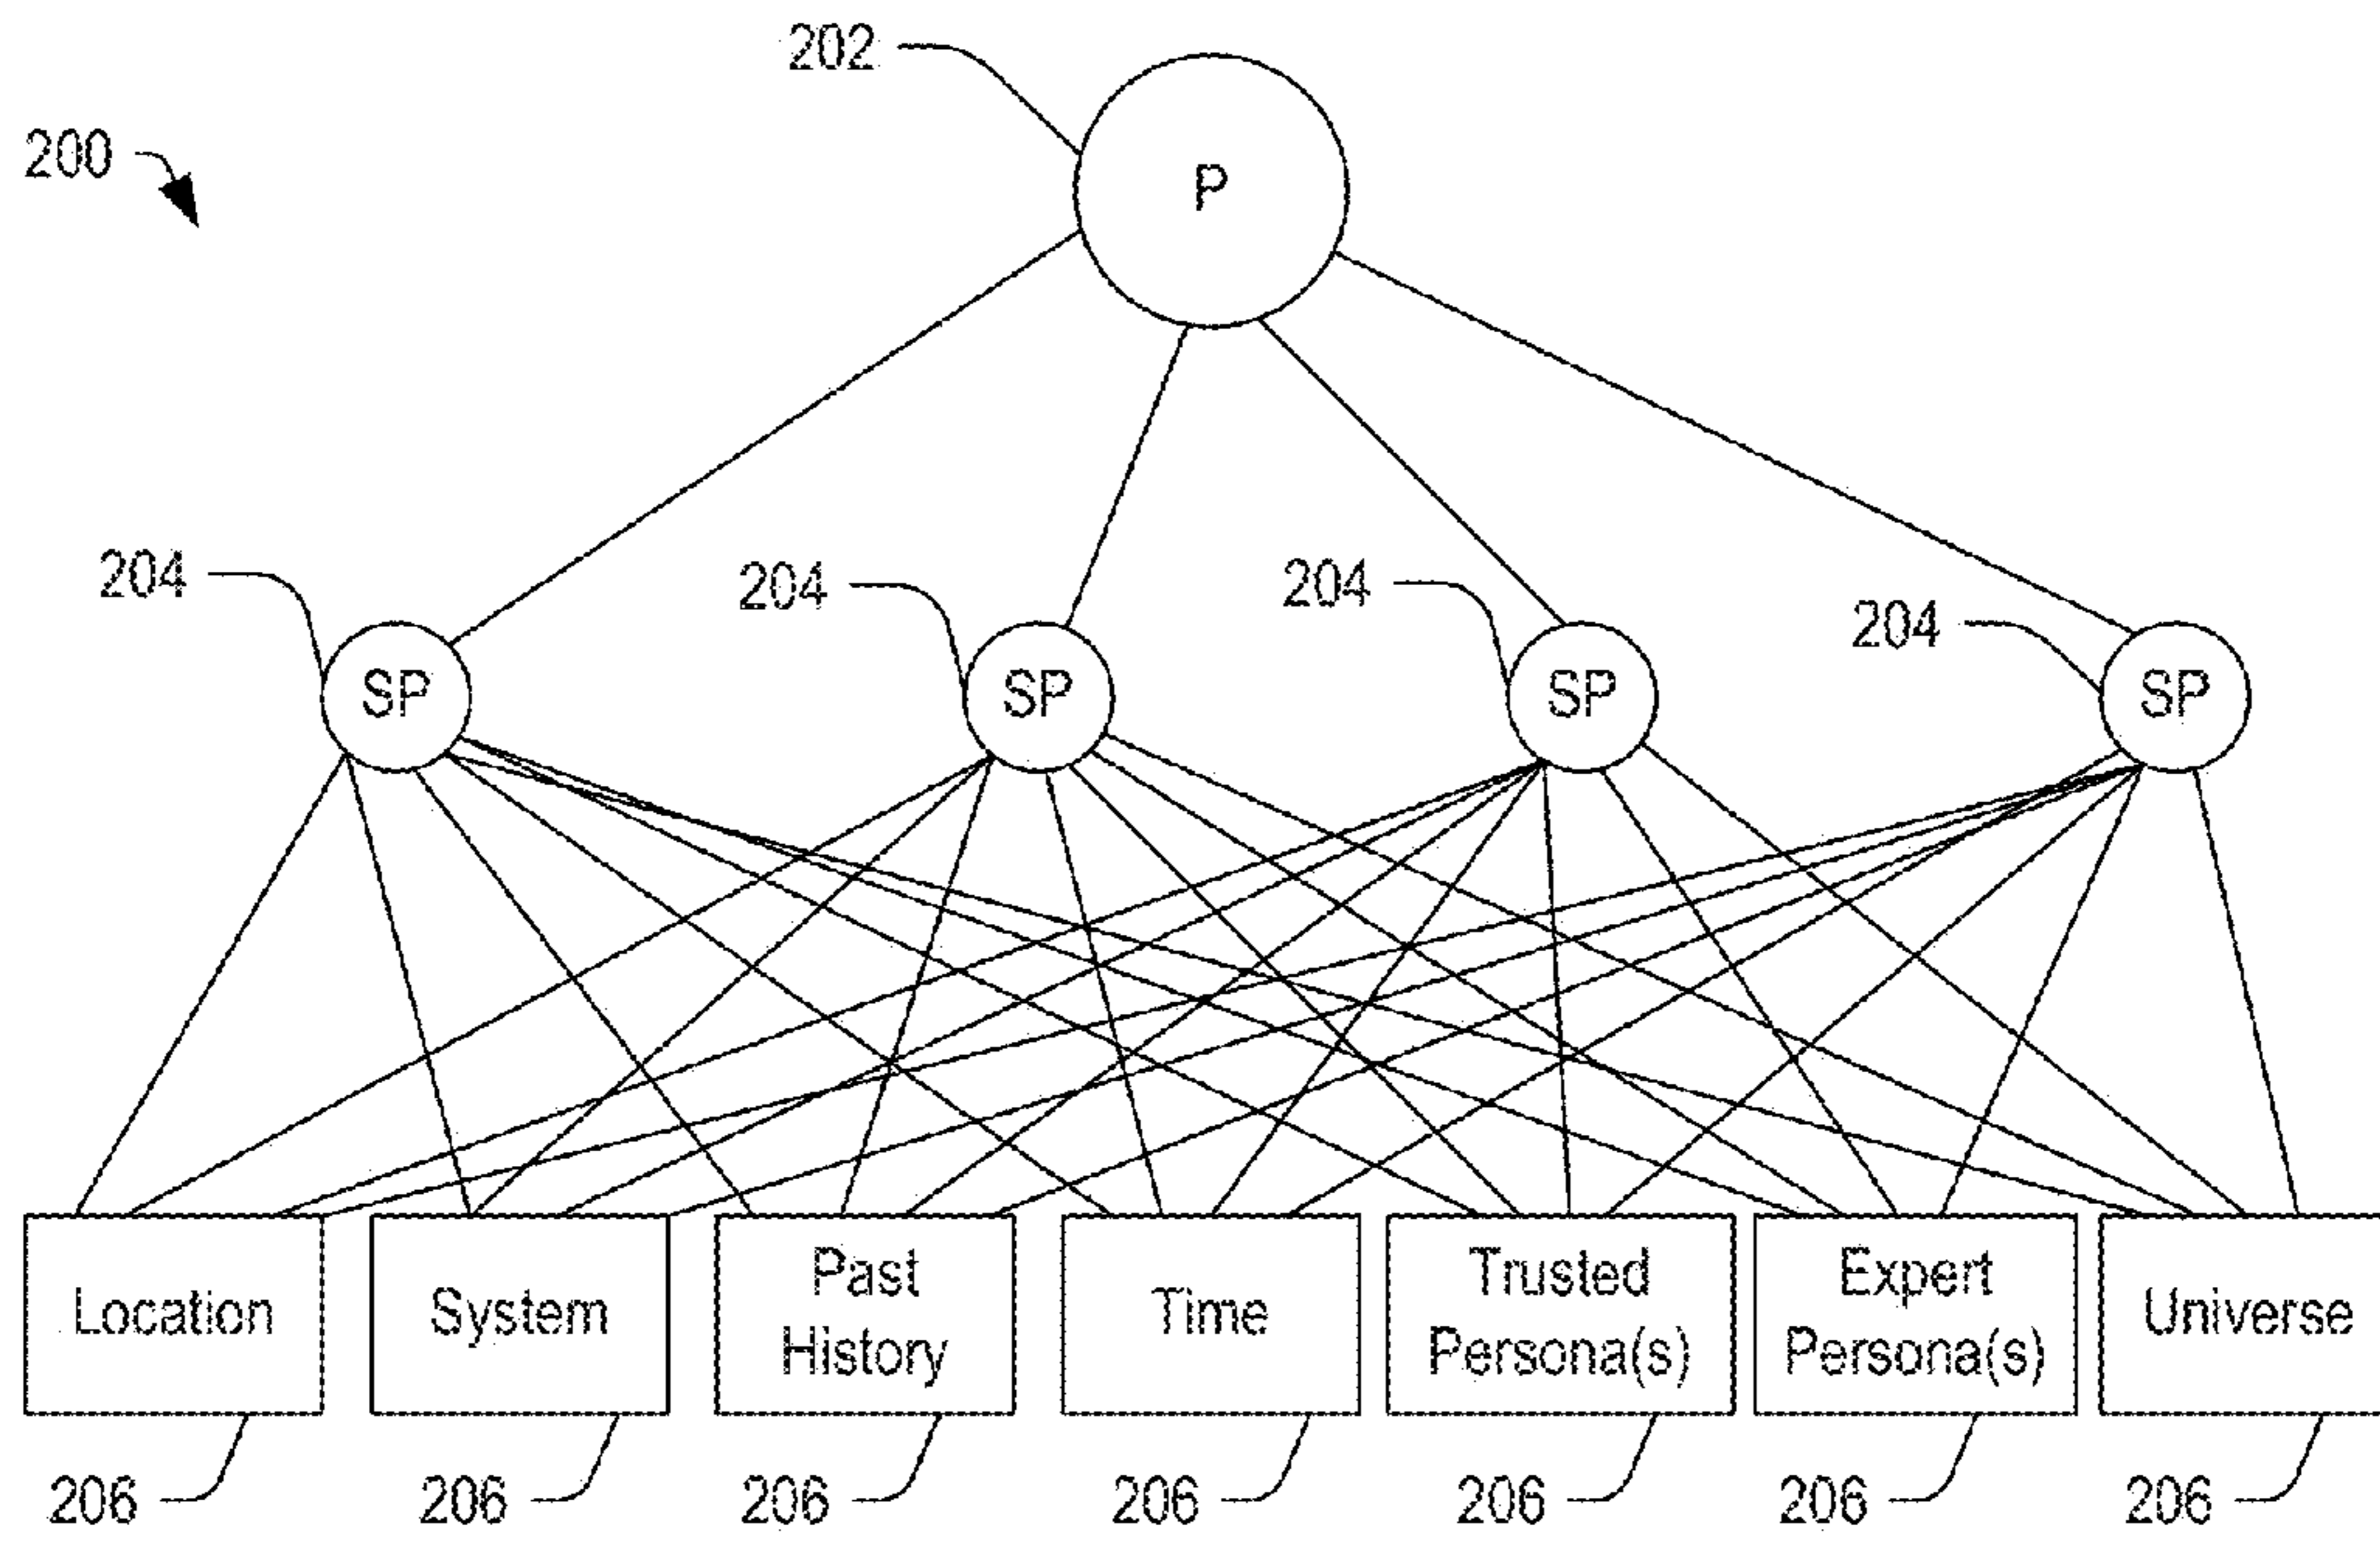 202
200
P
204
204
204
204
SP
SP
SP
SP
Location
System
Past
History
Time
Trusted
Persona(s)
Expert
Persona(s)
Universe
206
206
206
206
206
206
206